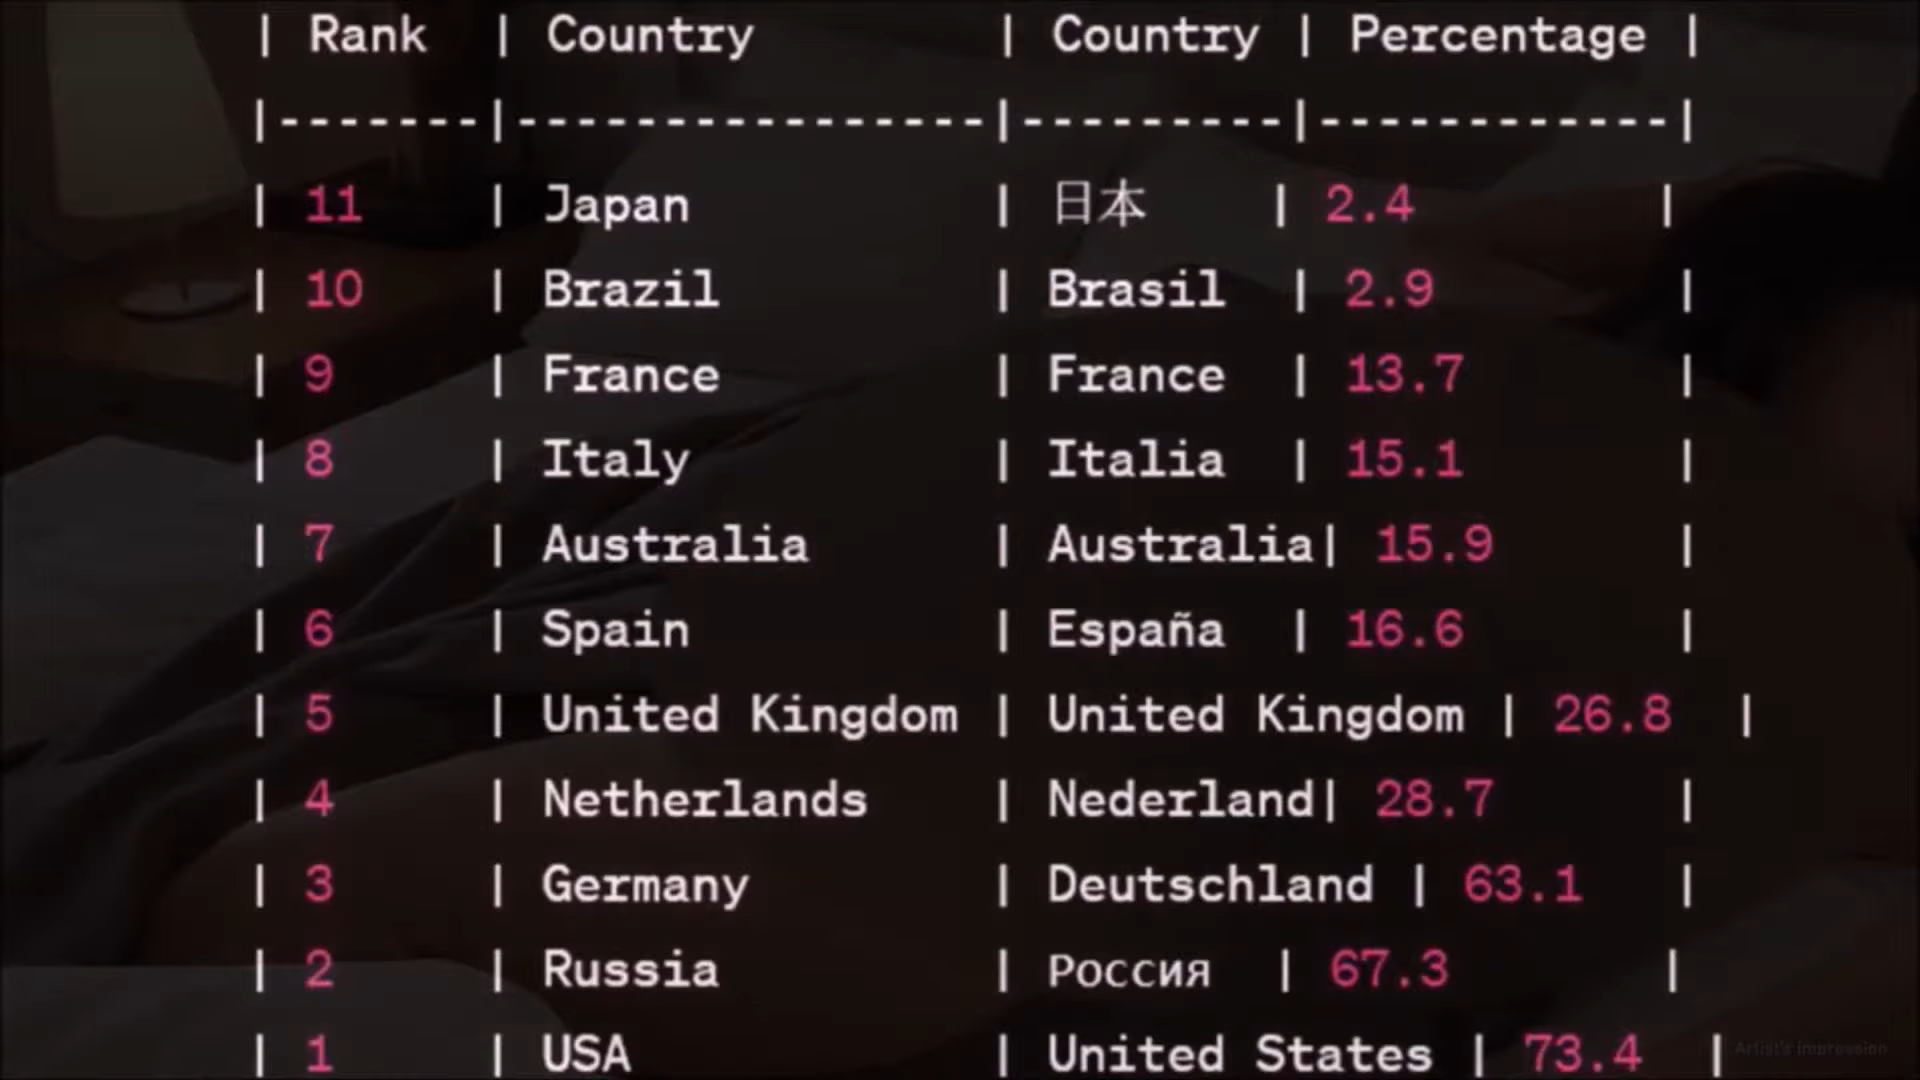 | Rank | Country | Country | Percentage |
|-------|----------------|---------|------------|
| 11 | Japan | 日本 | 2.4 |
| 10 | Brazil | Brasil | 2.9 |
| 9 | France | France | 13.7 |
| 8 | Italy | Italia | 15.1 |
| 7 | Australia | Australia| 15.9 |
| 6 | Spain | España | 16.6 |
| 5 | United Kingdom | United Kingdom | 26.8 |
| 4 | Netherlands | Nederland| 28.7 |
| 3 | Germany | Deutschland | 63.1 |
| 2 | Russia | Россия | 67.3 |
| 1 | USA | United States | 73.4 |
Artist's impression